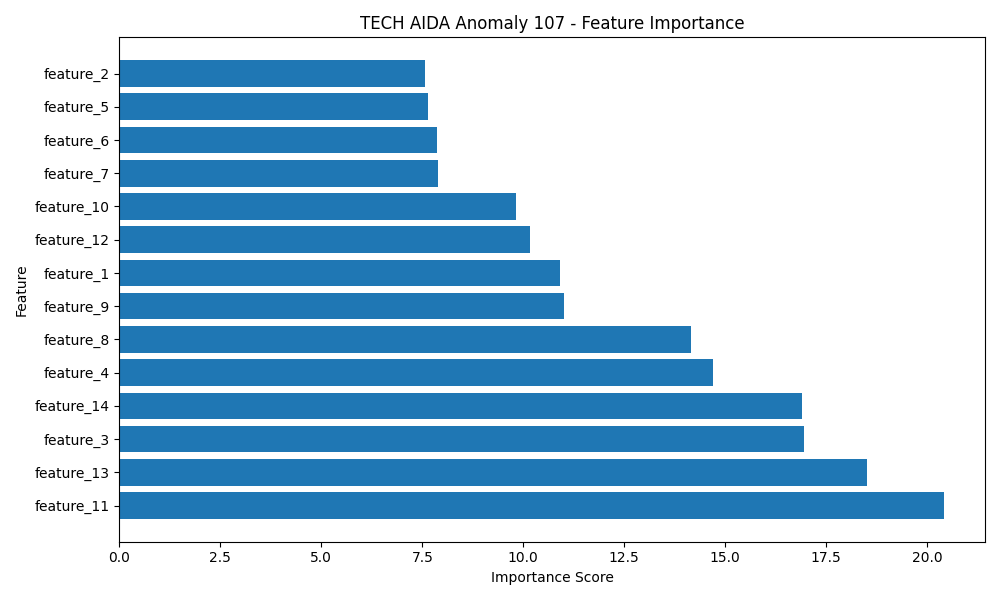 TECH AIDA Anomaly 107 - Feature Importance
feature_2
feature_5
feature_6
feature_7
feature_10
feature_12
feature_1
feature_9
feature_8
feature_4
feature_14
feature_3
feature_13
feature_11
Feature
0.0 2.5 5.0 7.5 10.0 12.5 15.0 17.5 20.0
Importance Score